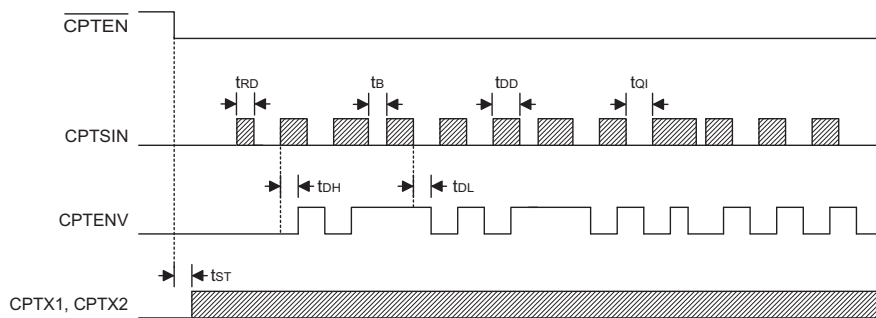 CPTEN
tRD
tB
tDD
tQI
CPTSIN
tDH
tDL
CPTENV
tST
CPTX1, CPTX2